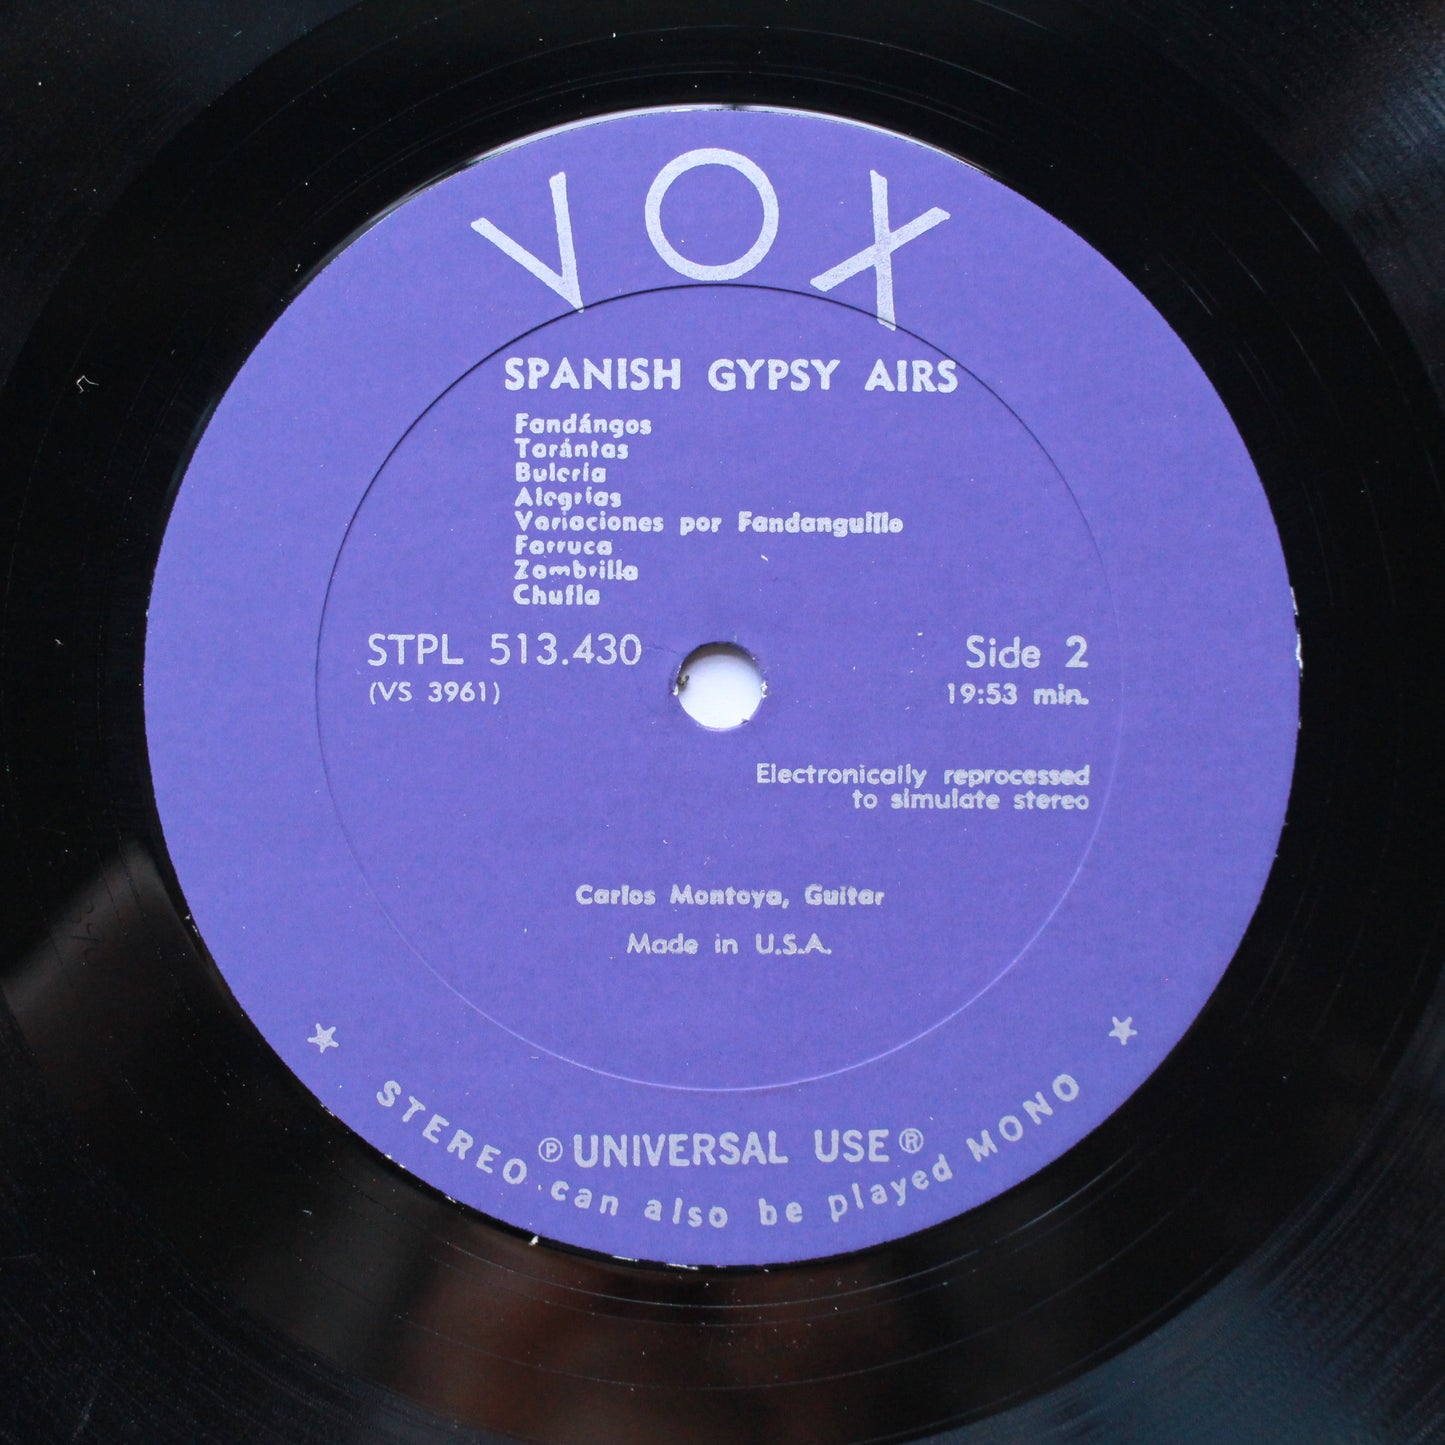 VOX
SPANISH GYPSY AIRS
Fandángos
Tarántas
Bulería
Alegrías
Variaciones por Fandanguillo
Farruca
Zambrilla
Chufla
STPL 513.430
Side 2
(VS 3961)
19:53 min.
Electronically reprocessed
to simulate stereo
Carlos Montoya, Guitar
Made in U.S.A.
℗ UNIVERSAL USE ®
STEREO can also be played MONO